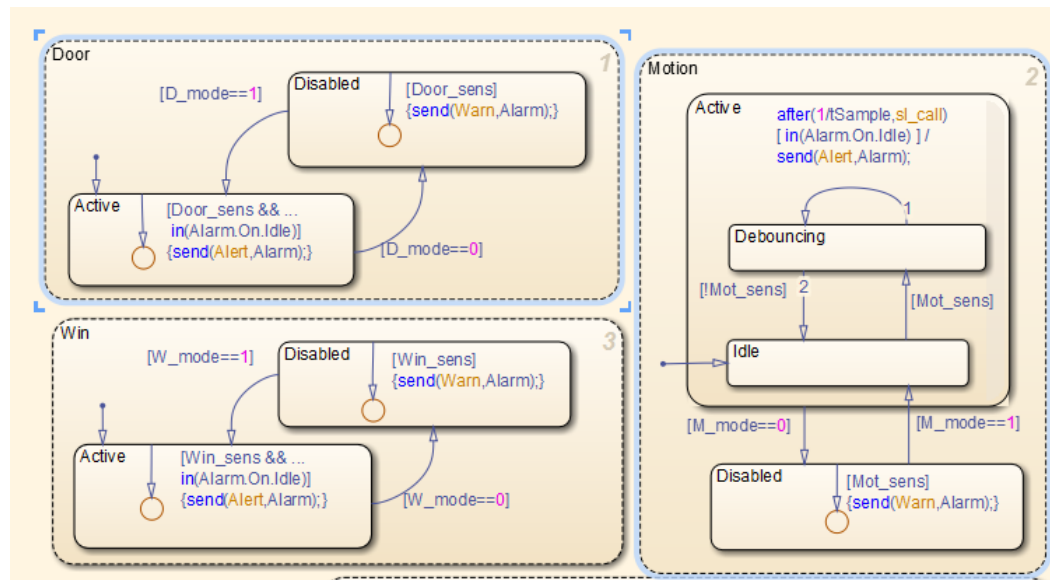 Door
1
[D_mode==1]
Disabled
[Door_sens]
{send(Warn,Alarm);}
Active
[Door_sens && ...
in(Alarm.On.Idle)]
{send(Alert,Alarm);}
[D_mode==0]
Motion
2
Active
after(1/tSample,sl_call)
[ in(Alarm.On.Idle) ] /
send(Alert,Alarm);
1
Debouncing
[!Mot_sens]
2
[Mot_sens]
Idle
[M_mode==0]
[M_mode==1]
Disabled
[Mot_sens]
{send(Warn,Alarm);}
Win
3
[W_mode==1]
Disabled
[Win_sens]
{send(Warn,Alarm);}
Active
[Win_sens && ...
in(Alarm.On.Idle)]
{send(Alert,Alarm);}
[W_mode==0]